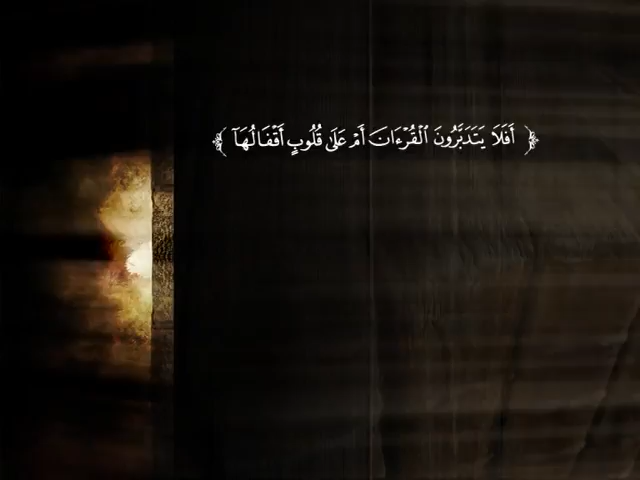 ﴿ أَفَلَا يَتَدَبَّرُونَ ٱلْقُرْءَانَ أَمْ عَلَىٰ قُلُوبٍ أَقْفَالُهَآ ﴾